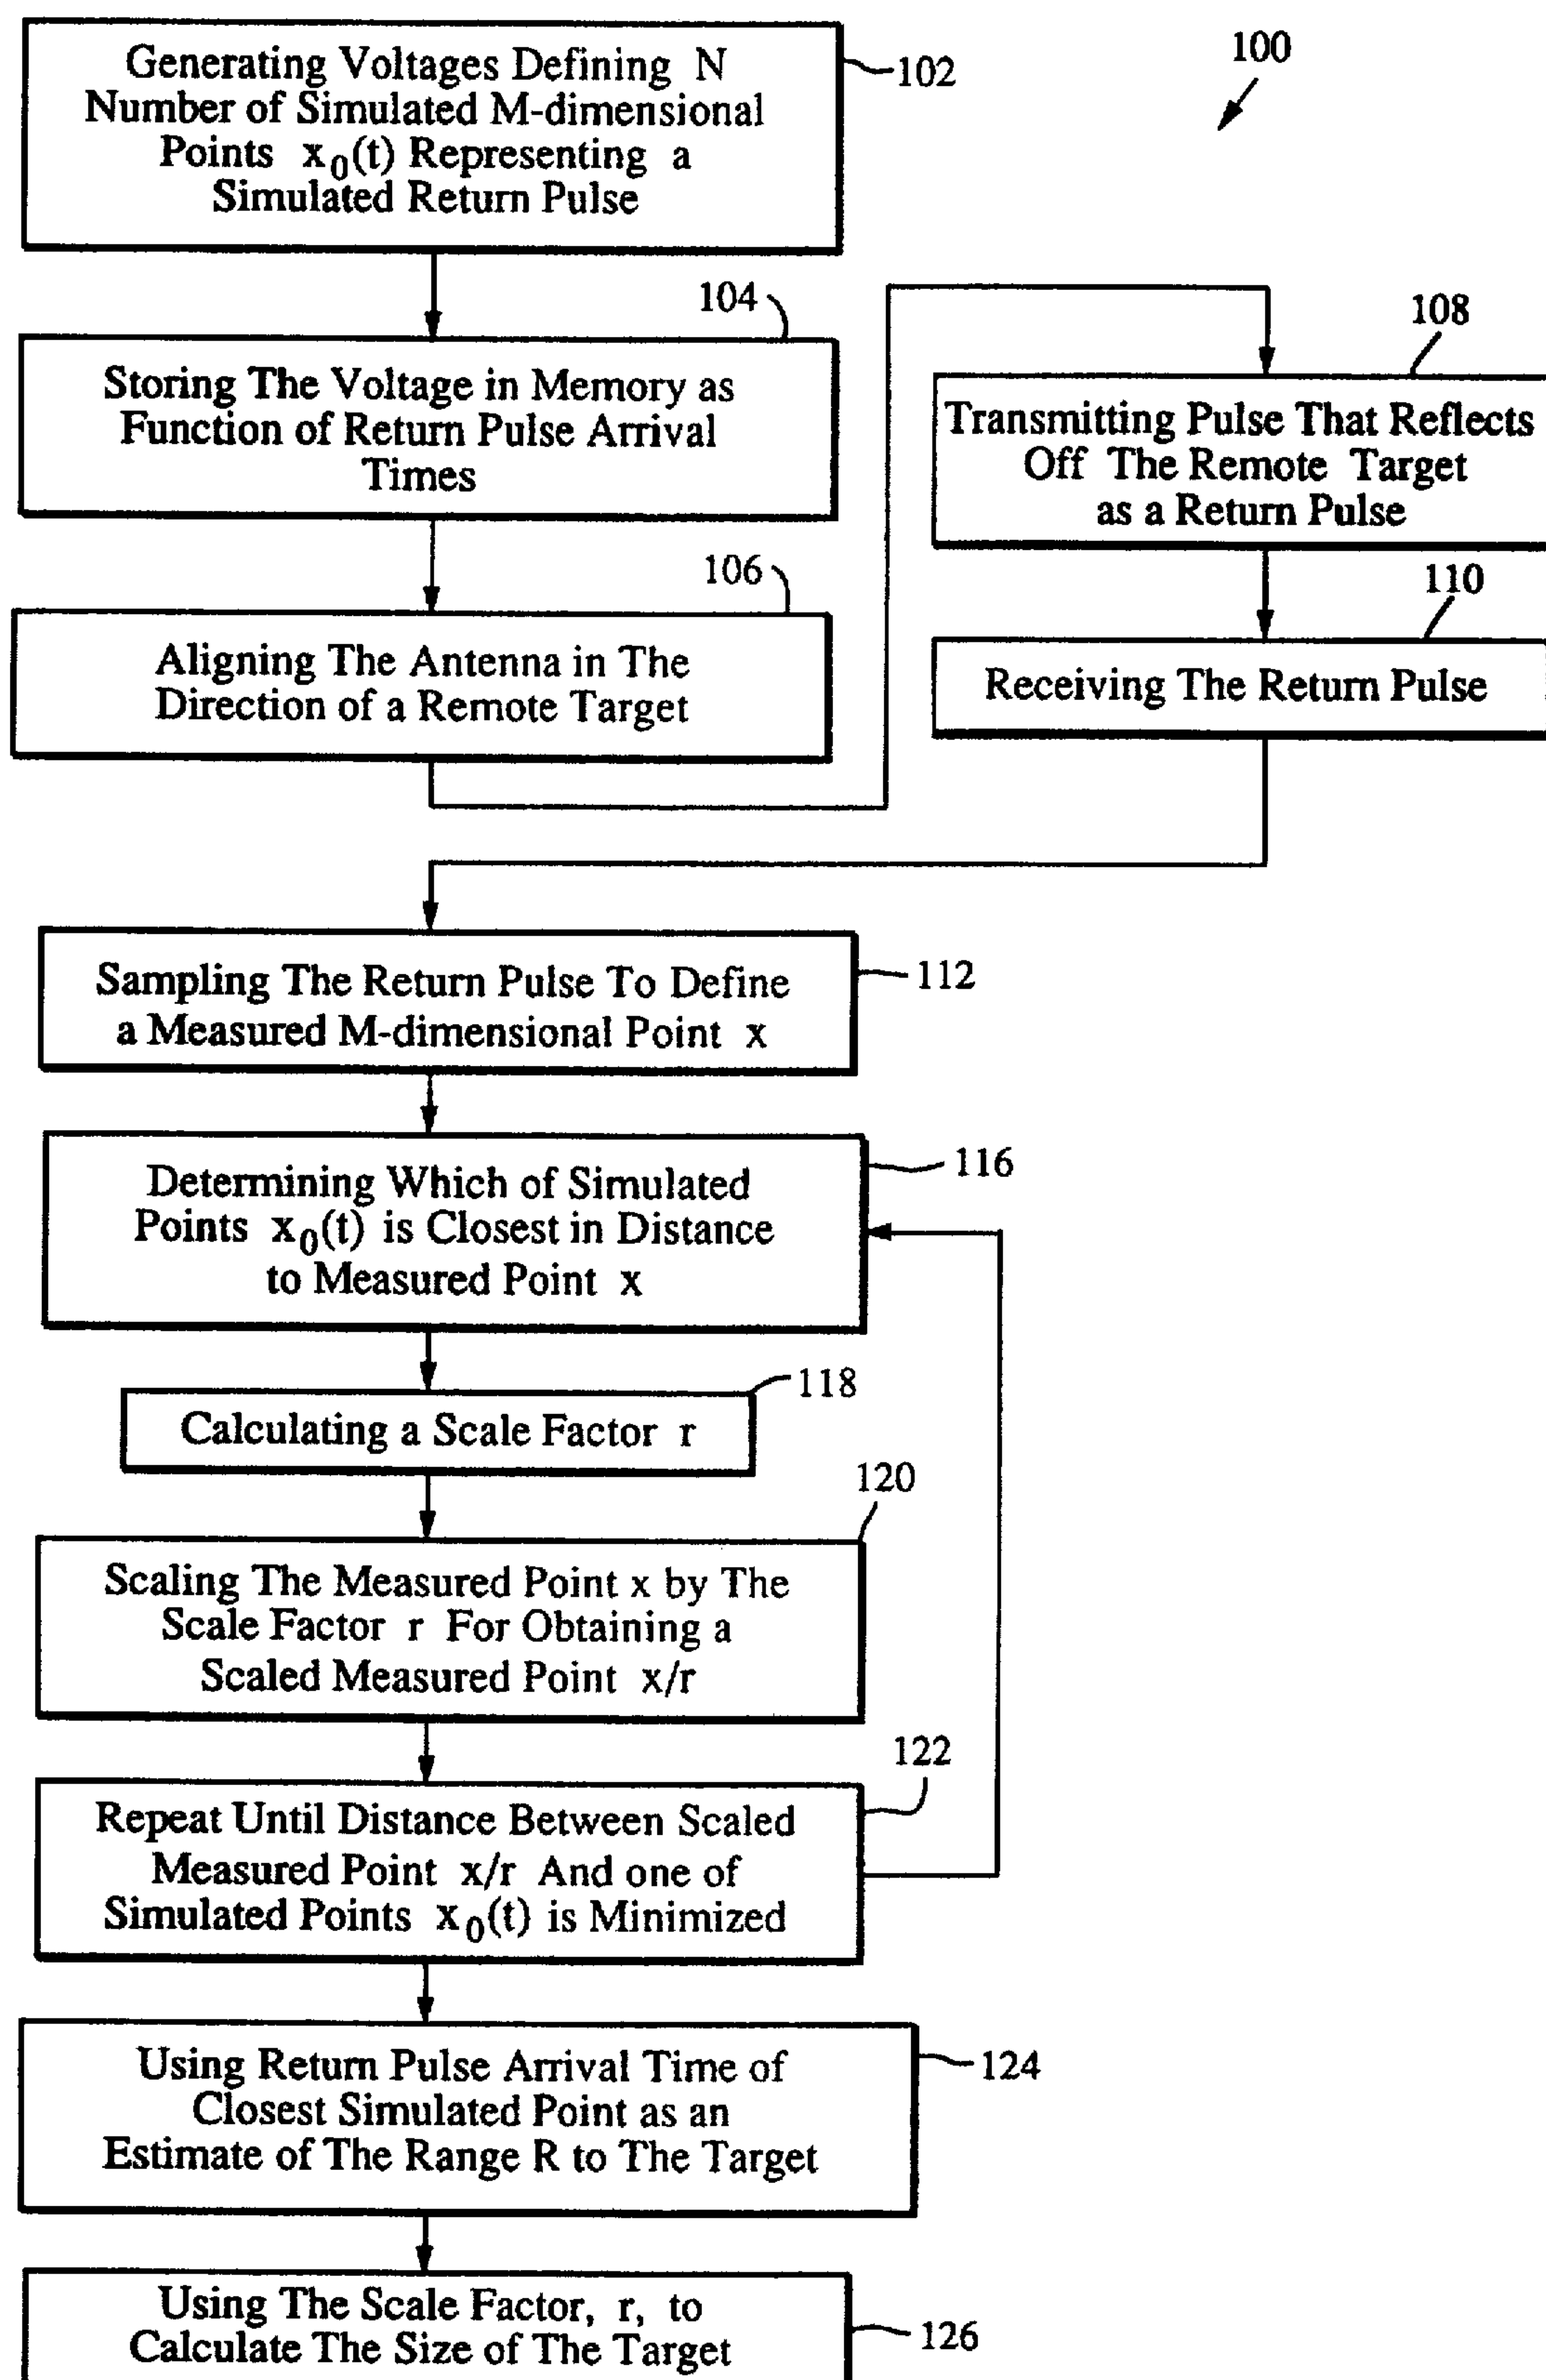 100
Generating Voltages Defining N
Number of Simulated M-dimensional
Points x₀(t) Representing a
Simulated Return Pulse
102
104
Storing The Voltage in Memory as
Function of Return Pulse Arrival
Times
106
Aligning The Antenna in The
Direction of a Remote Target
108
Transmitting Pulse That Reflects
Off The Remote Target
as a Return Pulse
110
Receiving The Return Pulse
Sampling The Return Pulse To Define
a Measured M-dimensional Point x
112
Determining Which of Simulated
Points x₀(t) is Closest in Distance
to Measured Point x
116
118
Calculating a Scale Factor r
120
Scaling The Measured Point x by The
Scale Factor r For Obtaining a
Scaled Measured Point x/r
122
Repeat Until Distance Between Scaled
Measured Point x/r And one of
Simulated Points x₀(t) is Minimized
Using Return Pulse Arrival Time of
Closest Simulated Point as an
Estimate of The Range R to The Target
124
Using The Scale Factor, r, to
Calculate The Size of The Target
126